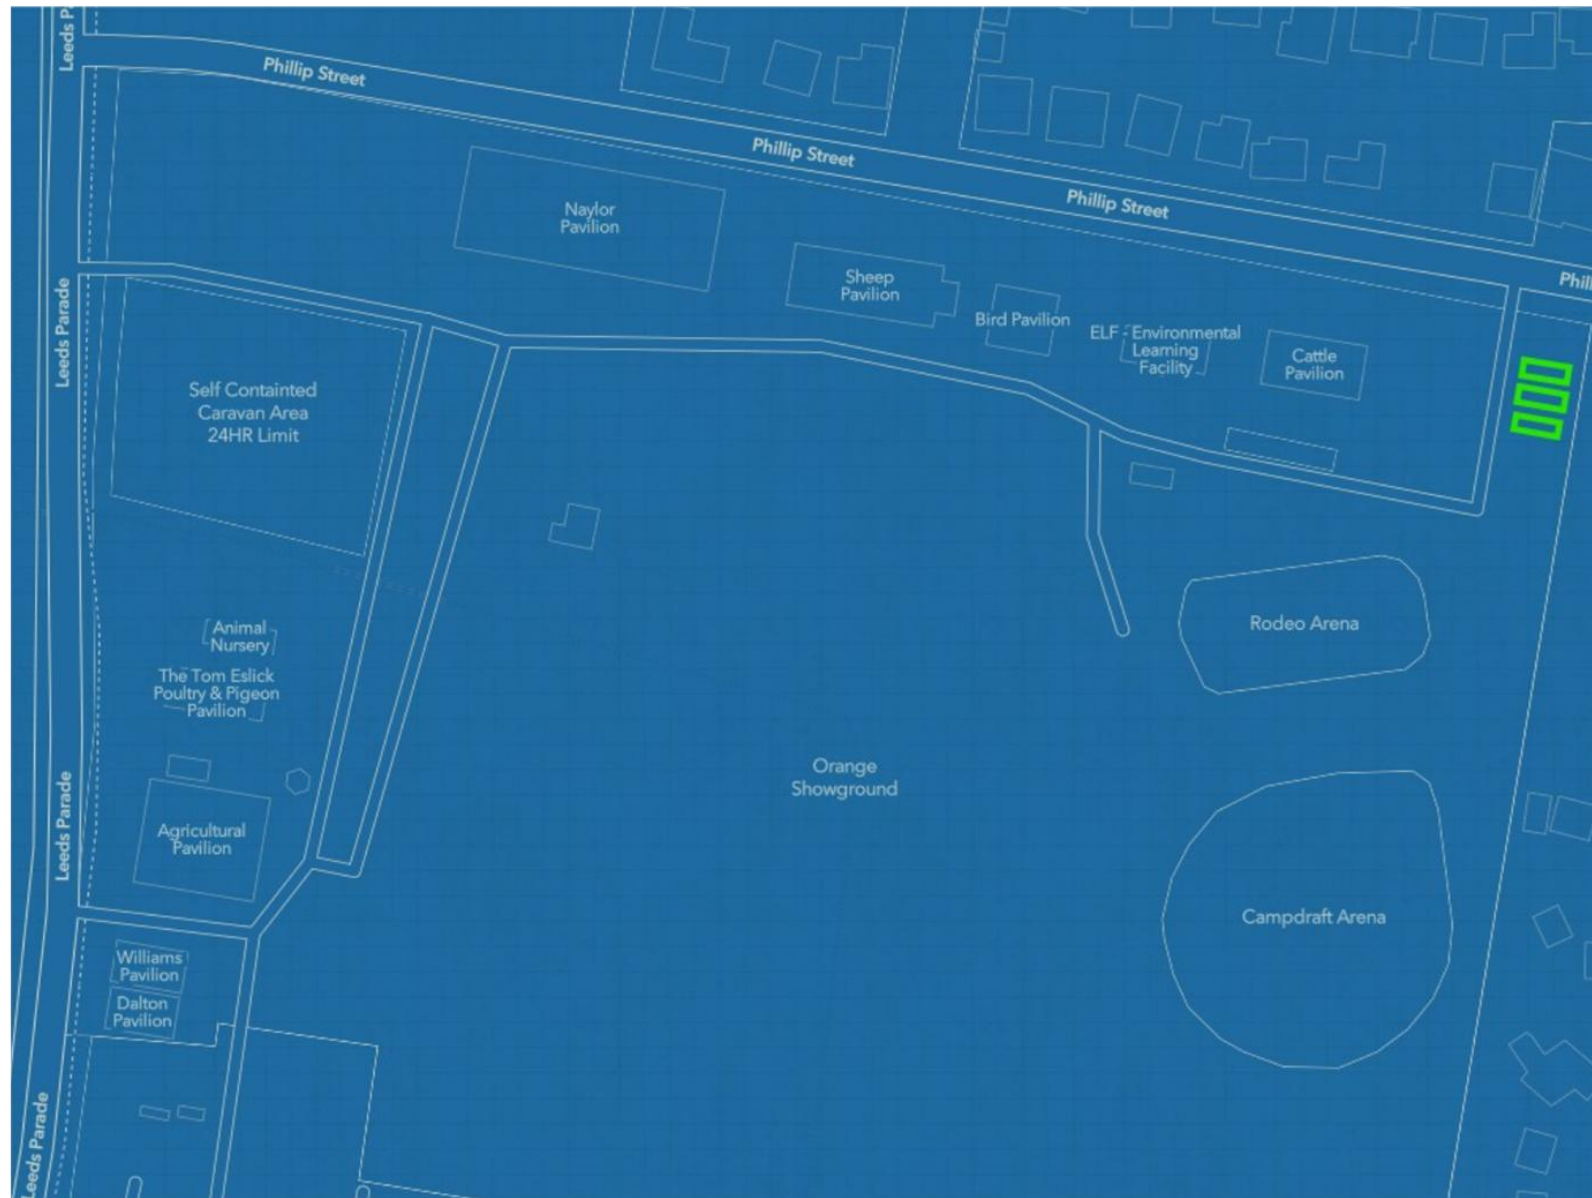 Leeds P
Phillip Street
Phillip Street
Phillip Street
Phill
Naylor
Pavilion
Sheep
Pavilion
Bird Pavilion
ELF - Environmental
Learning
Facility
Cattle
Pavilion
Leeds Parade
Self Containted
Caravan Area
24HR Limit
Animal
Nursery
The Tom Eslick
Poultry & Pigeon
Pavilion
Rodeo Arena
Orange
Showground
Leeds Parade
Agricultural
Pavilion
Campdraft Arena
Williams
Pavilion
Dalton
Pavilion
Leeds Parade